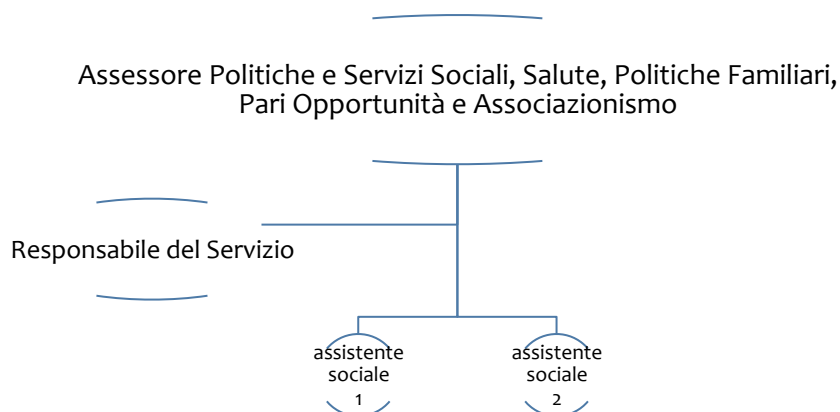 Assessore Politiche e Servizi Sociali, Salute, Politiche Familiari,
Pari Opportunità e Associazionismo
Responsabile del Servizio
assistente
sociale
1
assistente
sociale
2